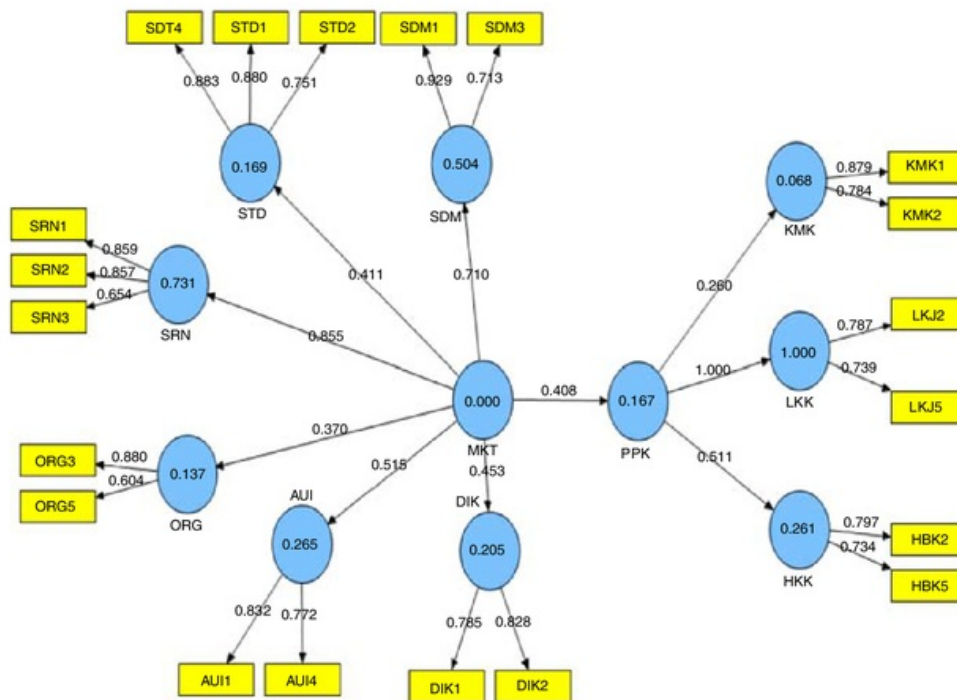 SDT4 STD1 STD2 SDM1 SDM3
0.883 0.880 0.751 0.929 0.713
0.169 0.504
STD SDM
0.068 0.879 KMK1
0.784 KMK2
KMK
SRN1
SRN2
SRN3
0.859
0.857
0.654
0.731
SRN
0.411 0.710 0.260
0.855
LKJ2
0.787
1.000 1.000
0.739
LKK
LKJ5
0.000 0.408 0.167
MKT PPK
0.370
0.515 0.453 0.511
ORG3 0.880 0.137
ORG5 0.604
ORG
AUI DIK
0.265 0.205
0.261 0.797 HBK2
0.734 HBK5
HKK
0.832 0.772 0.785 0.828
AUI1 AUI4 DIK1 DIK2